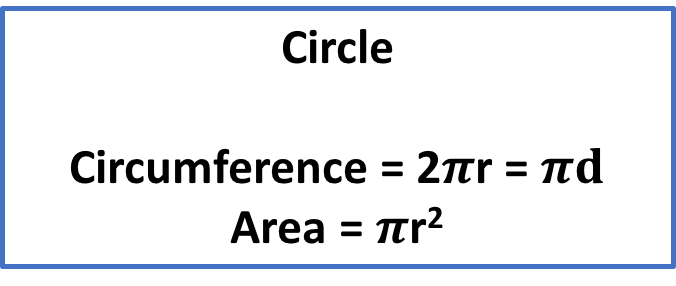 Circle
Circumference = 2𝝅r = 𝝅d
Area = 𝝅r²